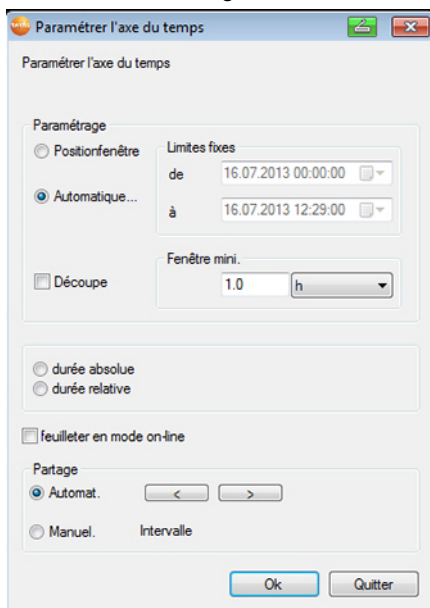 testo Paramétrer l'axe du temps
Paramétrer l'axe du temps
Paramétrage
Positionfenêtre
Limites fixes
de 16.07.2013 00:00:00
Automatique...
à 16.07.2013 12:29:00
Fenêtre mini.
Découpe
1.0 h
durée absolue
durée relative
feuilleter en mode on-line
Partage
Automat. < >
Manuel. Intervalle
Ok Quitter